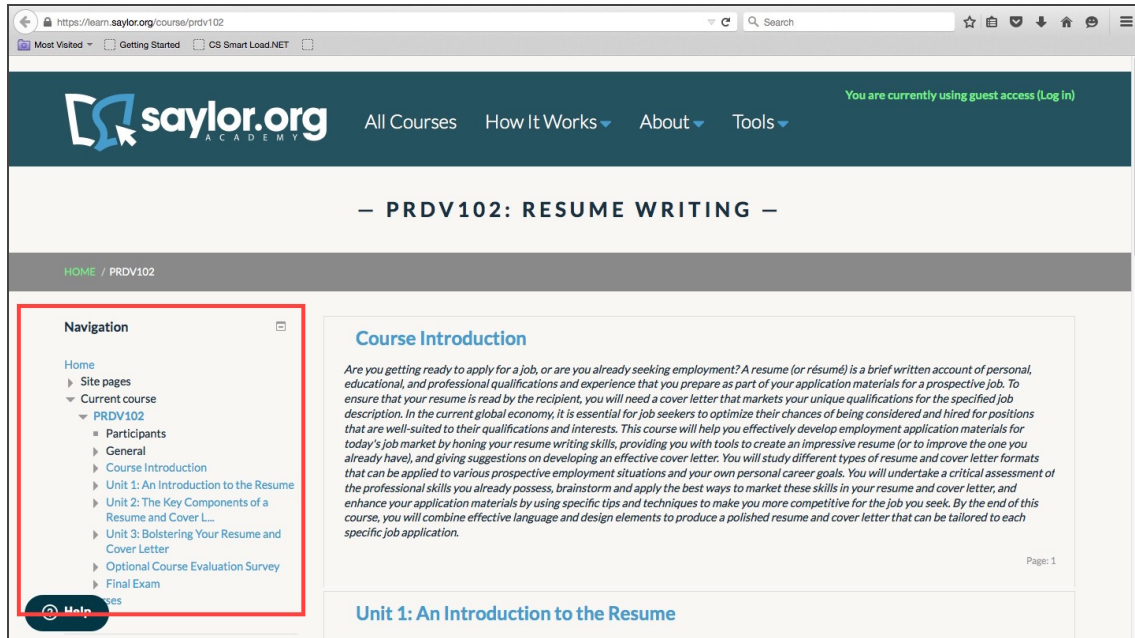 https://learn.saylor.org/course/prdv102
Search
Most Visited
Getting Started
CS Smart Load.NET
You are currently using guest access (Log in)
saylor.org
ACADEMY
All Courses
How It Works
About
Tools
— PRDV102: RESUME WRITING —
HOME / PRDV102
Navigation
Home
Site pages
Current course
PRDV102
Participants
General
Course Introduction
Unit 1: An Introduction to the Resume
Unit 2: The Key Components of a
Resume and Cover L...
Unit 3: Bolstering Your Resume and
Cover Letter
Optional Course Evaluation Survey
Final Exam
Help
Course Introduction
Are you getting ready to apply for a job, or are you already seeking employment? A resume (or résumé) is a brief written account of personal,
educational, and professional qualifications and experience that you prepare as part of your application materials for a prospective job. To
ensure that your resume is read by the recipient, you will need a cover letter that markets your unique qualifications for the specified job
description. In the current global economy, it is essential for job seekers to optimize their chances of being considered and hired for positions
that are well-suited to their qualifications and interests. This course will help you effectively develop employment application materials for
today's job market by honing your resume writing skills, providing you with tools to create an impressive resume (or to improve the one you
already have), and giving suggestions on developing an effective cover letter. You will study different types of resume and cover letter formats
that can be applied to various prospective employment situations and your own personal career goals. You will undertake a critical assessment of
the professional skills you already possess, brainstorm and apply the best ways to market these skills in your resume and cover letter, and
enhance your application materials by using specific tips and techniques to make you more competitive for the job you seek. By the end of this
course, you will combine effective language and design elements to produce a polished resume and cover letter that can be tailored to each
specific job application.
Page: 1
Unit 1: An Introduction to the Resume